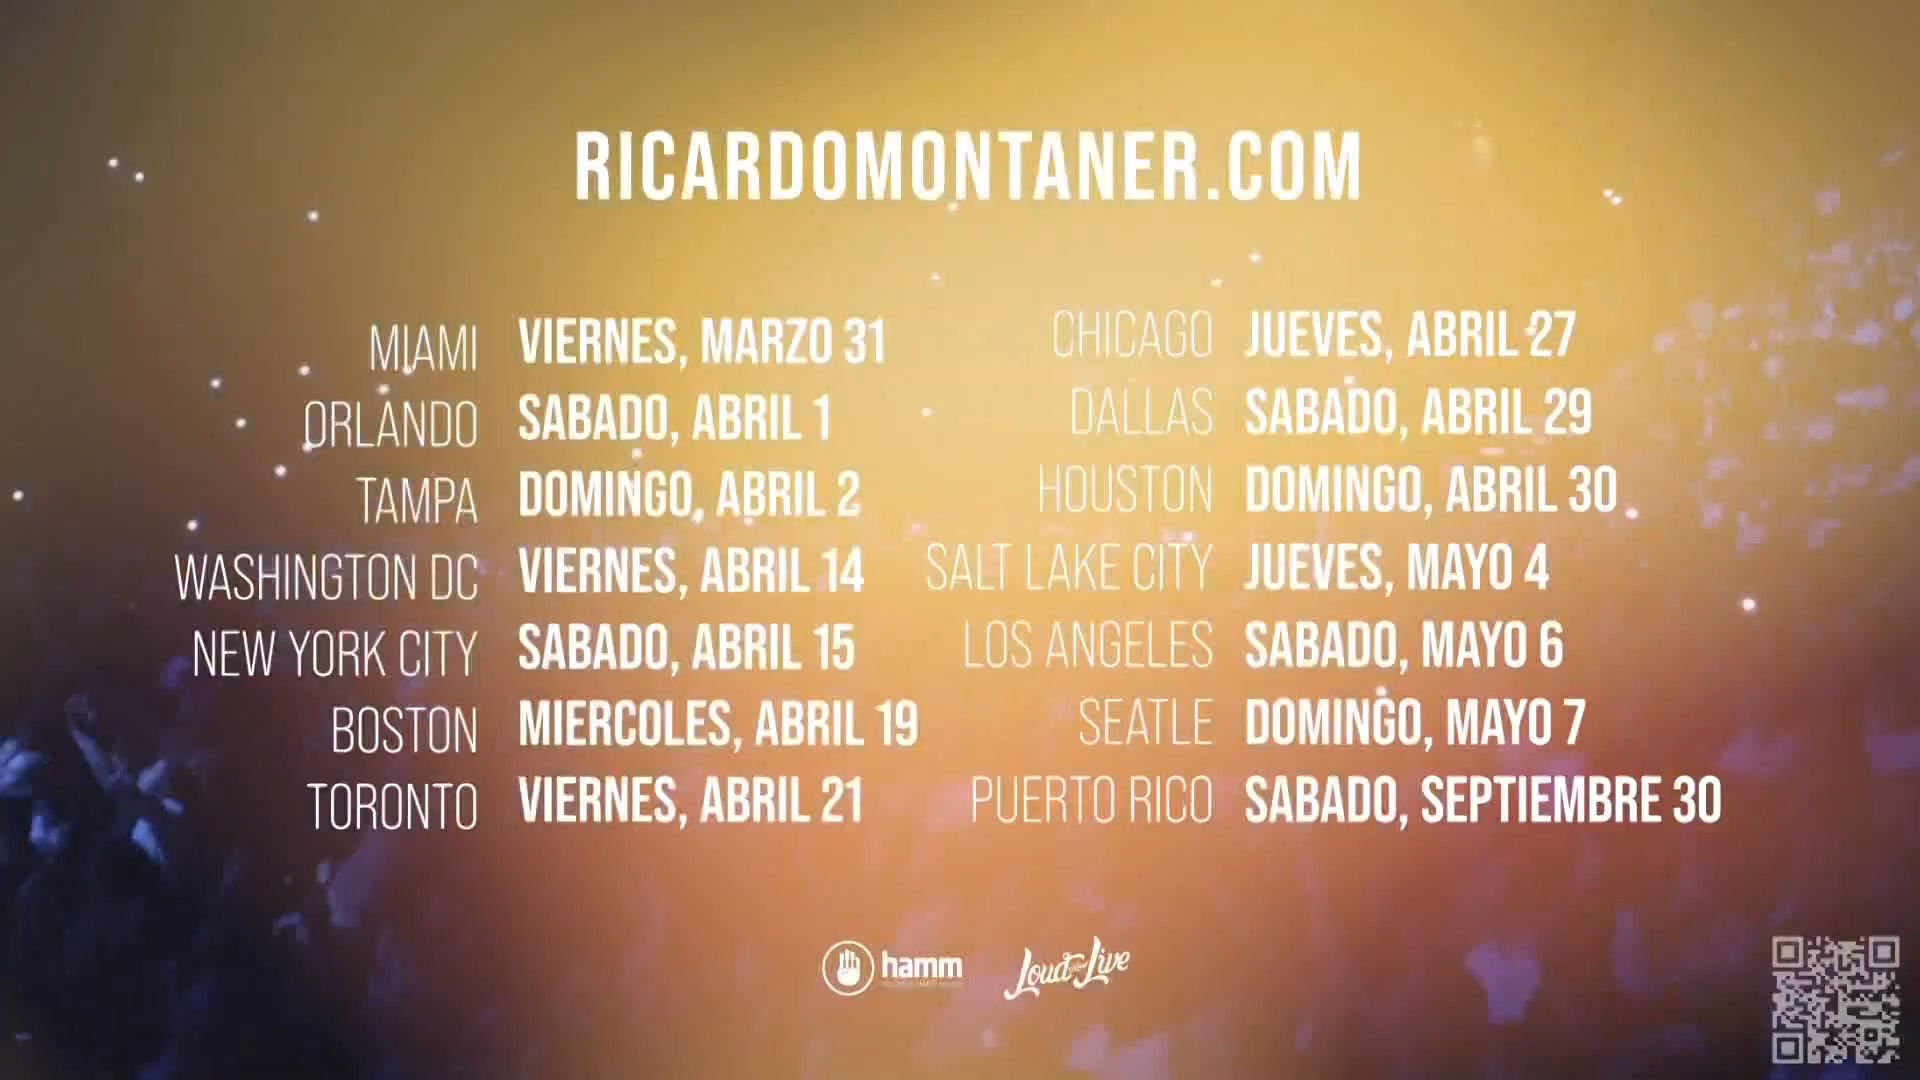 RICARDOMONTANER.COM
MIAMI VIERNES, MARZO 31
ORLANDO SABADO, ABRIL 1
TAMPA DOMINGO, ABRIL 2
WASHINGTON DC VIERNES, ABRIL 14
NEW YORK CITY SABADO, ABRIL 15
BOSTON MIERCOLES, ABRIL 19
TORONTO VIERNES, ABRIL 21
CHICAGO JUEVES, ABRIL 27
DALLAS SABADO, ABRIL 29
HOUSTON DOMINGO, ABRIL 30
SALT LAKE CITY JUEVES, MAYO 4
LOS ANGELES SABADO, MAYO 6
SEATLE DOMINGO, MAYO 7
PUERTO RICO SABADO, SEPTIEMBRE 30
hamm
Loud Live